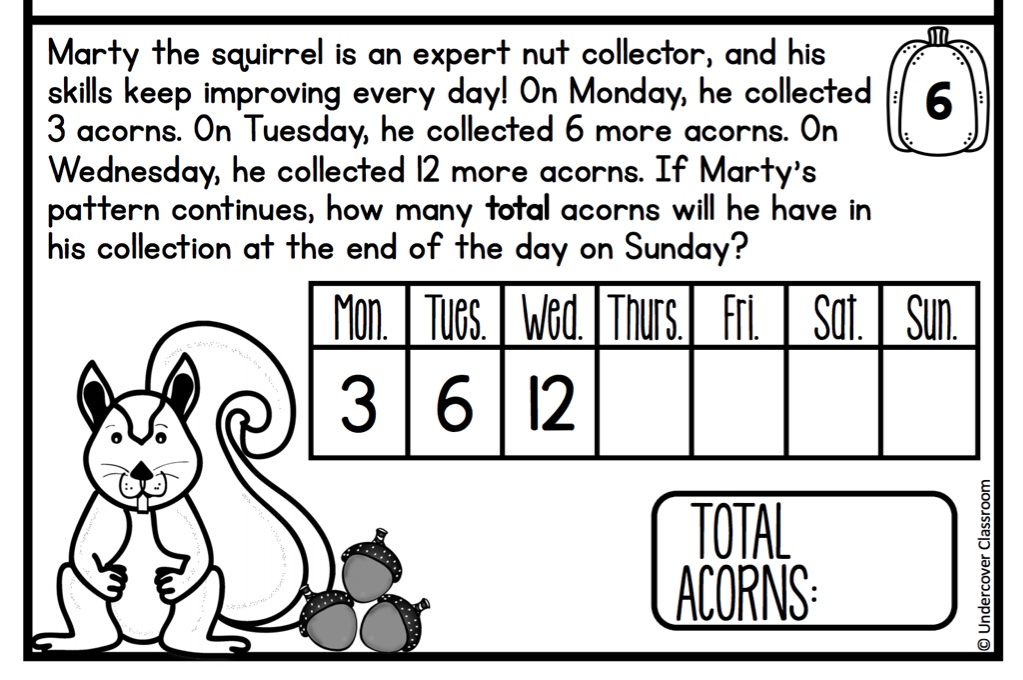 Marty the squirrel is an expert nut collector, and his
skills keep improving every day! On Monday, he collected
3 acorns. On Tuesday, he collected 6 more acorns. On
Wednesday, he collected 12 more acorns. If Marty's
pattern continues, how many total acorns will he have in
his collection at the end of the day on Sunday?
6
Mon. Tues. Wed. Thurs. Fri. Sat. Sun.
3 6 12
TOTAL
ACORNS:
© Undercover Classroom